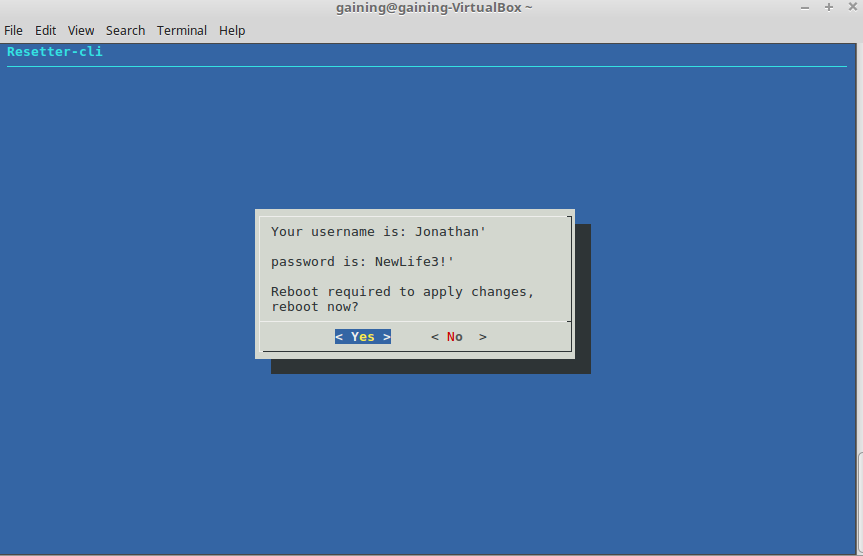 gaining@gaining-VirtualBox ~
File Edit View Search Terminal Help
Resetter-cli
Your username is: Jonathan'
password is: NewLife3!'
Reboot required to apply changes,
reboot now?
< Yes > < No >